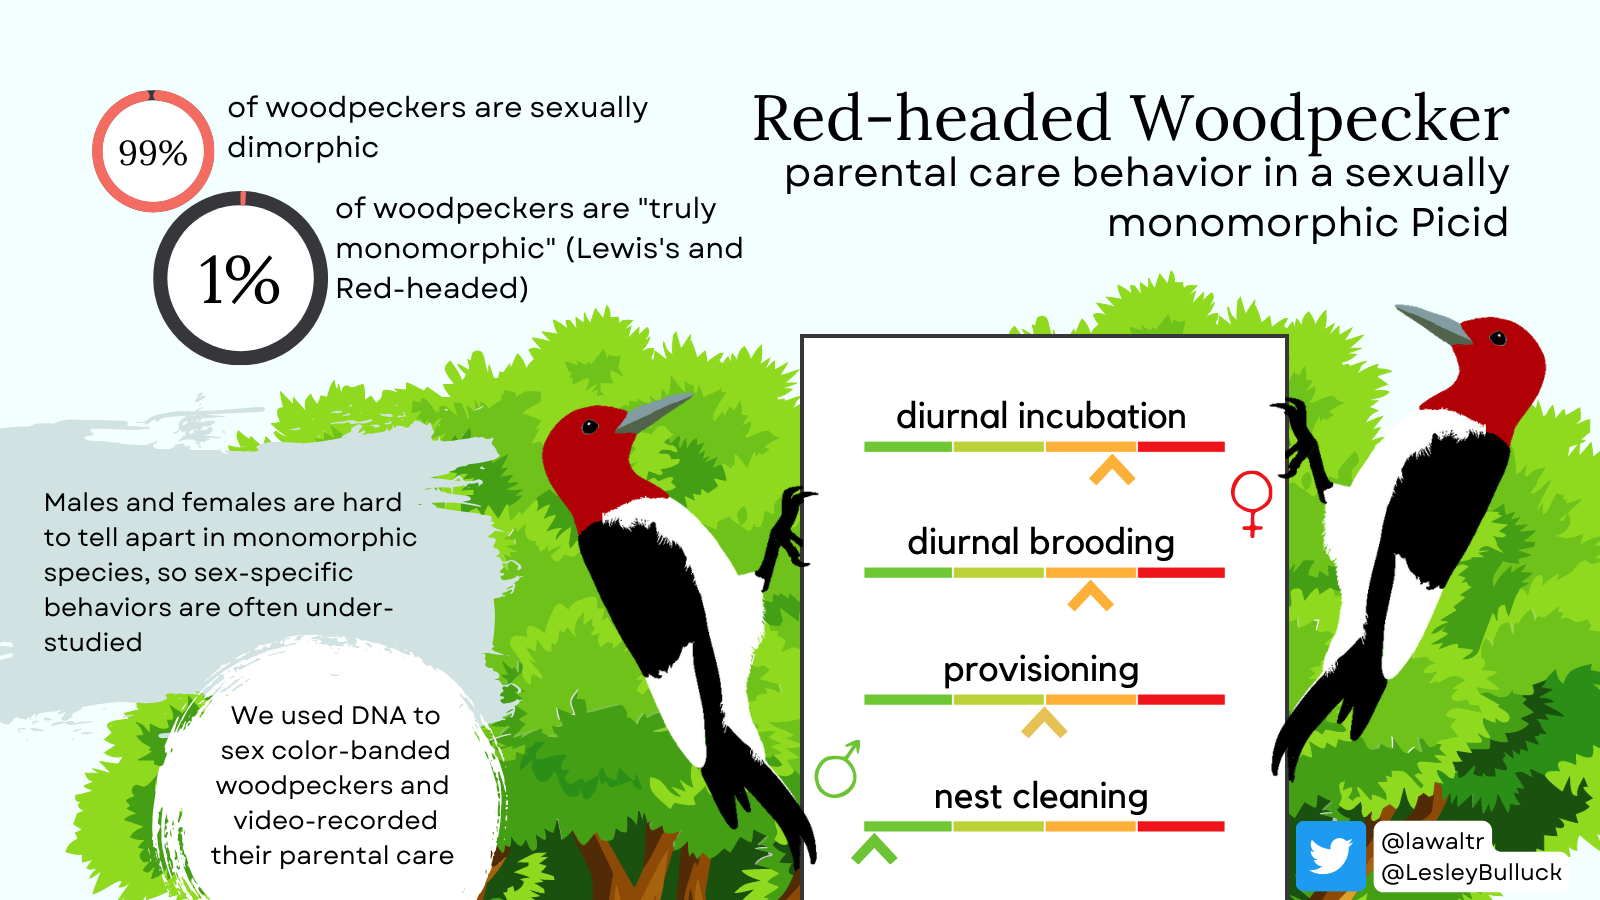 99%
of woodpeckers are sexually
dimorphic
1%
of woodpeckers are "truly
monomorphic" (Lewis's and
Red-headed)
Red-headed Woodpecker
parental care behavior in a sexually
monomorphic Picid
Males and females are hard
to tell apart in monomorphic
species, so sex-specific
behaviors are often under-
studied
We used DNA to
sex color-banded
woodpeckers and
video-recorded
their parental care
diurnal incubation
♀
diurnal brooding
provisioning
♂
nest cleaning
@lawaltr
@LesleyBulluck